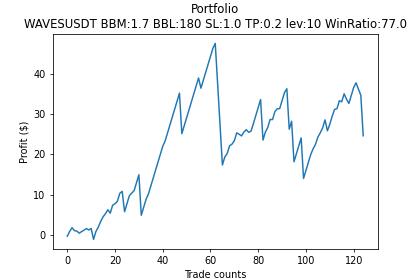 Portfolio
WAVESUSDT BBM:1.7 BBL:180 SL:1.0 TP:0.2 lev:10 WinRatio:77.0
Profit ($)
40
30
20
10
0
0 20 40 60 80 100 120
Trade counts